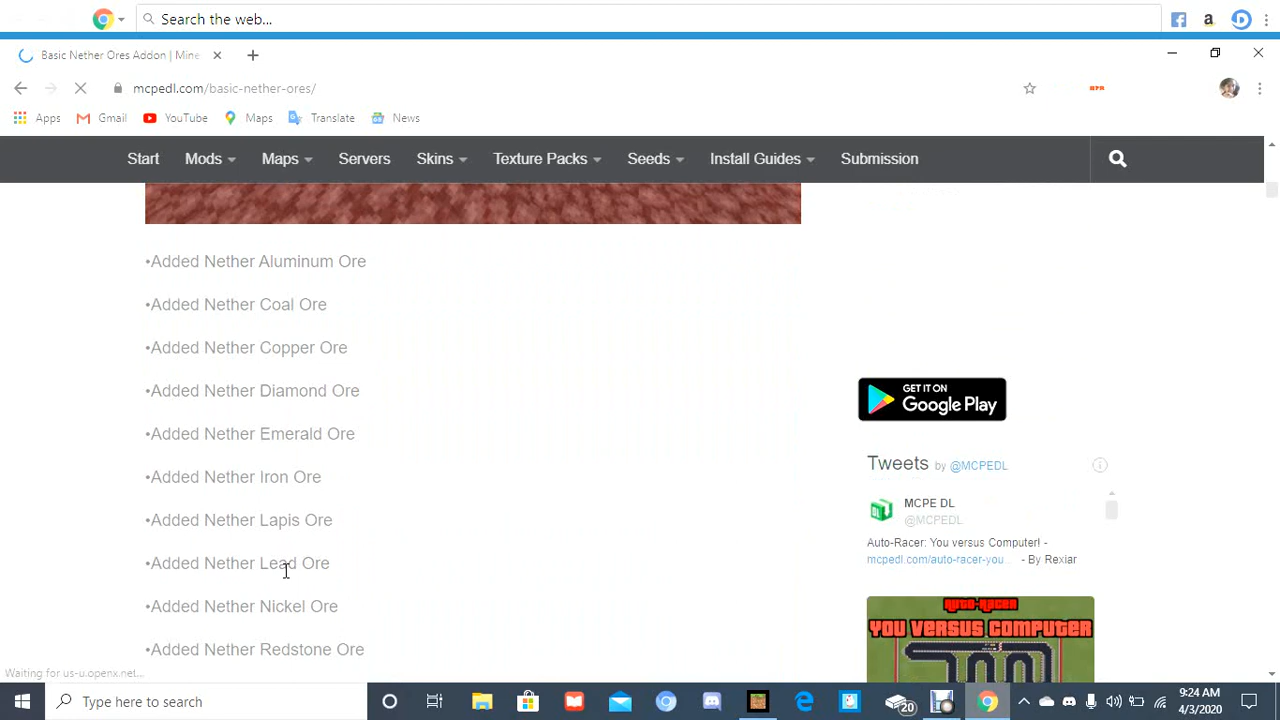 Search the web...
Basic Nether Ores Addon | Mine
mcpedl.com/basic-nether-ores/
Apps Gmail YouTube Maps Translate News
Start Mods Maps Servers Skins Texture Packs Seeds Install Guides Submission
•Added Nether Aluminum Ore
•Added Nether Coal Ore
•Added Nether Copper Ore
•Added Nether Diamond Ore
•Added Nether Emerald Ore
•Added Nether Iron Ore
•Added Nether Lapis Ore
•Added Nether Lead Ore
•Added Nether Nickel Ore
•Added Nether Redstone Ore
GET IT ON
Google Play
Tweets by @MCPEDL
MCPE DL
@MCPEDL
Auto-Racer: You versus Computer! -
mcpedl.com/auto-racer-you... - By Rexiar
AUTO-RACER
YOU VERSUS COMPUTER
Waiting for us-u.openx.net...
Type here to search
20
9:24 AM
4/3/2020